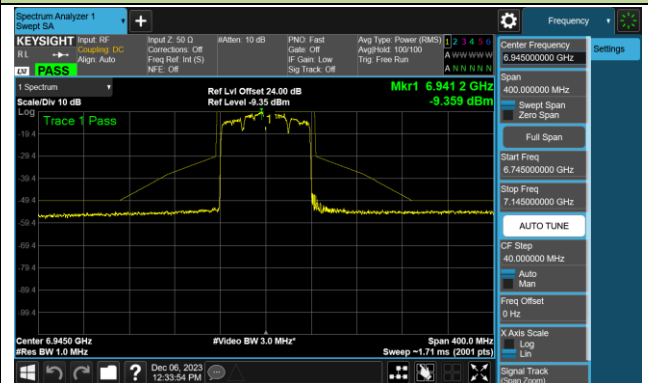 Spectrum Analyzer 1
Swept SA
Frequency
KEYSIGHT
Input: RF
Coupling: DC
Align: Auto
Input Z: 50 Ω
Corrections: Off
Freq Ref: Int (S)
NFE: Off
#Atten: 10 dB
PNO: Fast
Gate: Off
IF Gain: Low
Sig Track: Off
Avg Type: Power (RMS)
Avg|Hold: 100/100
Trig: Free Run
1 2 3 4 5 6
A W W W W W
A N N N N N
RL
LXI
PASS
1 Spectrum
Scale/Div 10 dB
Ref Lvl Offset 24.00 dB
Ref Level -9.35 dBm
Mkr1 6.941 2 GHz
-9.359 dBm
Log
Trace 1 Pass
1
-19.4
-29.4
-39.4
-49.4
-59.4
-69.4
-79.4
-89.4
-99.4
Center 6.9450 GHz
#Res BW 1.0 MHz
#Video BW 3.0 MHz*
Span 400.0 MHz
Sweep ~1.71 ms (2001 pts)
Center Frequency
6.945000000 GHz
Settings
Span
400.000000 MHz
Swept Span
Zero Span
Full Span
Start Freq
6.745000000 GHz
Stop Freq
7.145000000 GHz
AUTO TUNE
CF Step
40.000000 MHz
Auto
Man
Freq Offset
0 Hz
X Axis Scale
Log
Lin
Signal Track
(Span Zoom)
Dec 06, 2023
12:33:54 PM